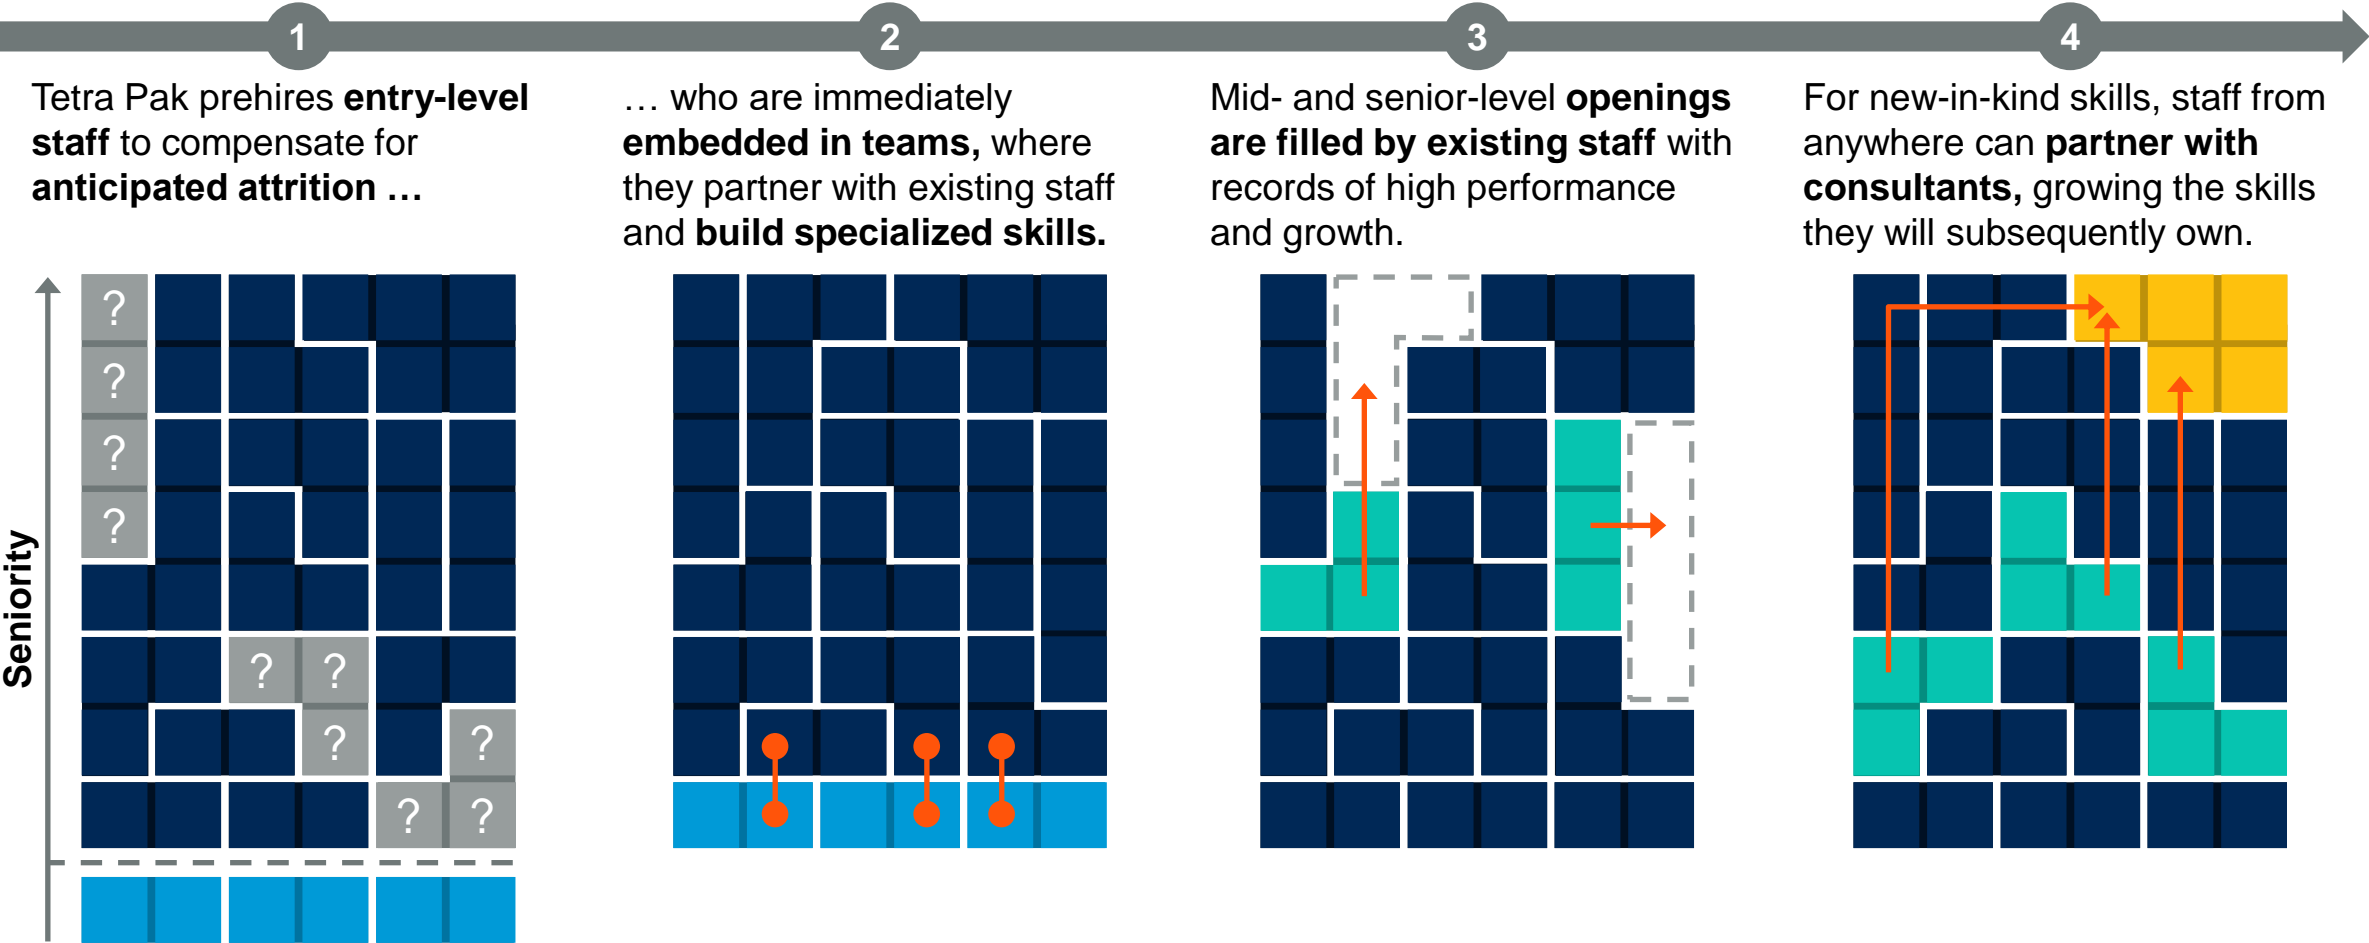 1
2
3
4
Tetra Pak prehires entry-level
staff to compensate for
anticipated attrition …
… who are immediately
embedded in teams, where
they partner with existing staff
and build specialized skills.
Mid- and senior-level openings
are filled by existing staff with
records of high performance
and growth.
For new-in-kind skills, staff from
anywhere can partner with
consultants, growing the skills
they will subsequently own.
Seniority
?
?
?
?
? ?
? ?
? ?